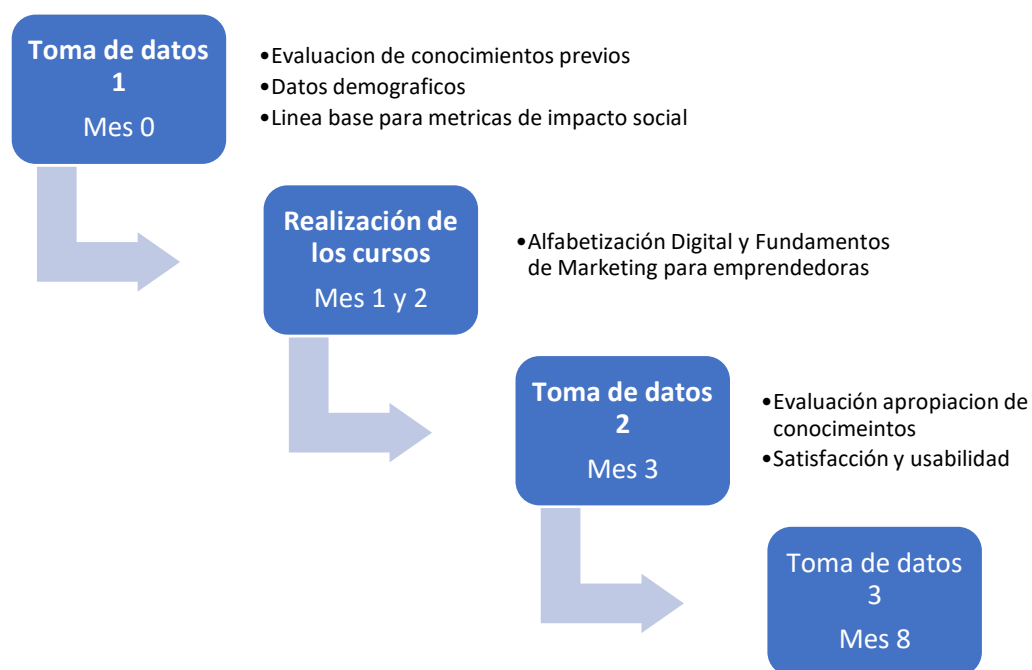 Toma de datos
1
Mes 0
•Evaluacion de conocimientos previos
•Datos demograficos
•Linea base para metricas de impacto social
Realización de
los cursos
Mes 1 y 2
•Alfabetización Digital y Fundamentos
de Marketing para emprendedoras
Toma de datos
2
Mes 3
•Evaluación apropiacion de
conocimeintos
•Satisfacción y usabilidad
Toma de datos
3
Mes 8